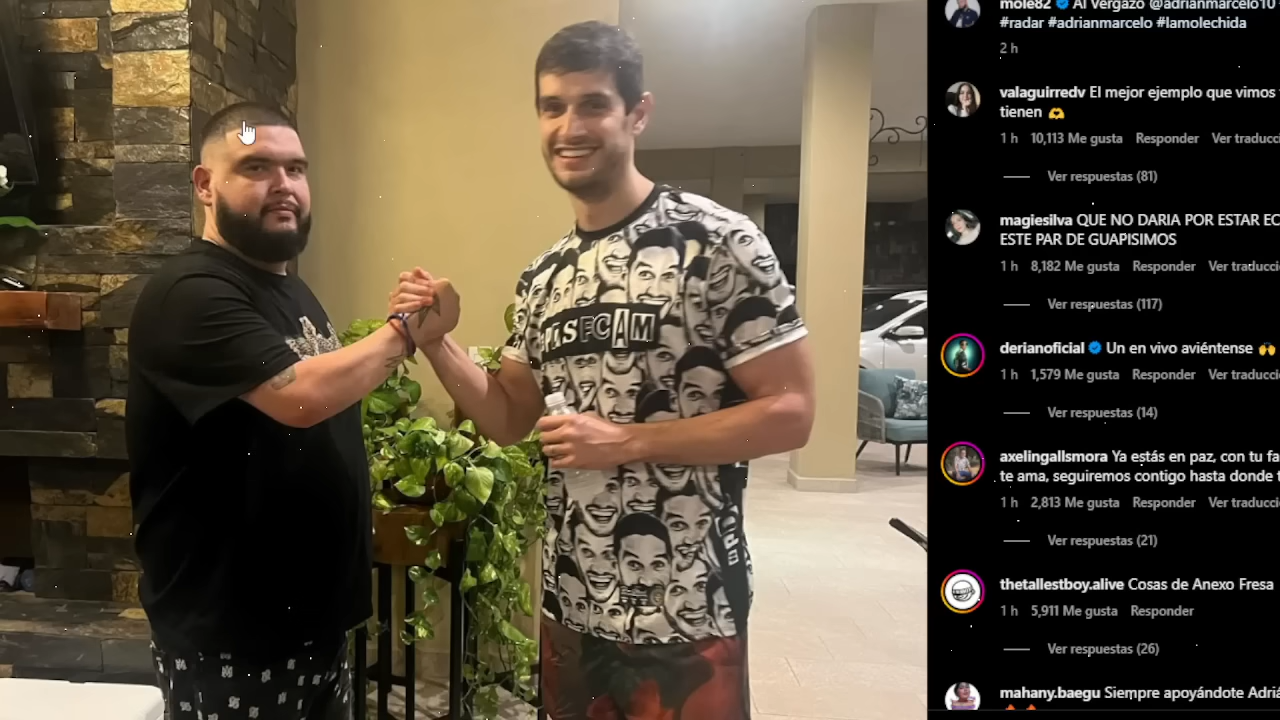 mole82 Al Vergazo @adrianmarcelo10
#radar #adrianmarcelo #lamolechida
2 h
valaguirredv El mejor ejemplo que vimos
tienen 🫶
1 h 10,113 Me gusta Responder Ver traducci
Ver respuestas (81)
magiesilva QUE NO DARIA POR ESTAR EC
ESTE PAR DE GUAPISIMOS
1 h 8,182 Me gusta Responder Ver traducció
Ver respuestas (117)
derianoficial Un en vivo aviéntense 🙌
1 h 1,579 Me gusta Responder Ver traducció
Ver respuestas (14)
axelingallsmora Ya estás en paz, con tu fa
te ama, seguiremos contigo hasta donde
1 h 2,813 Me gusta Responder Ver traducció
Ver respuestas (21)
thetallestboy.alive Cosas de Anexo Fresa
1 h 5,911 Me gusta Responder
Ver respuestas (26)
mahany.baegu Siempre apoyándote Adriá